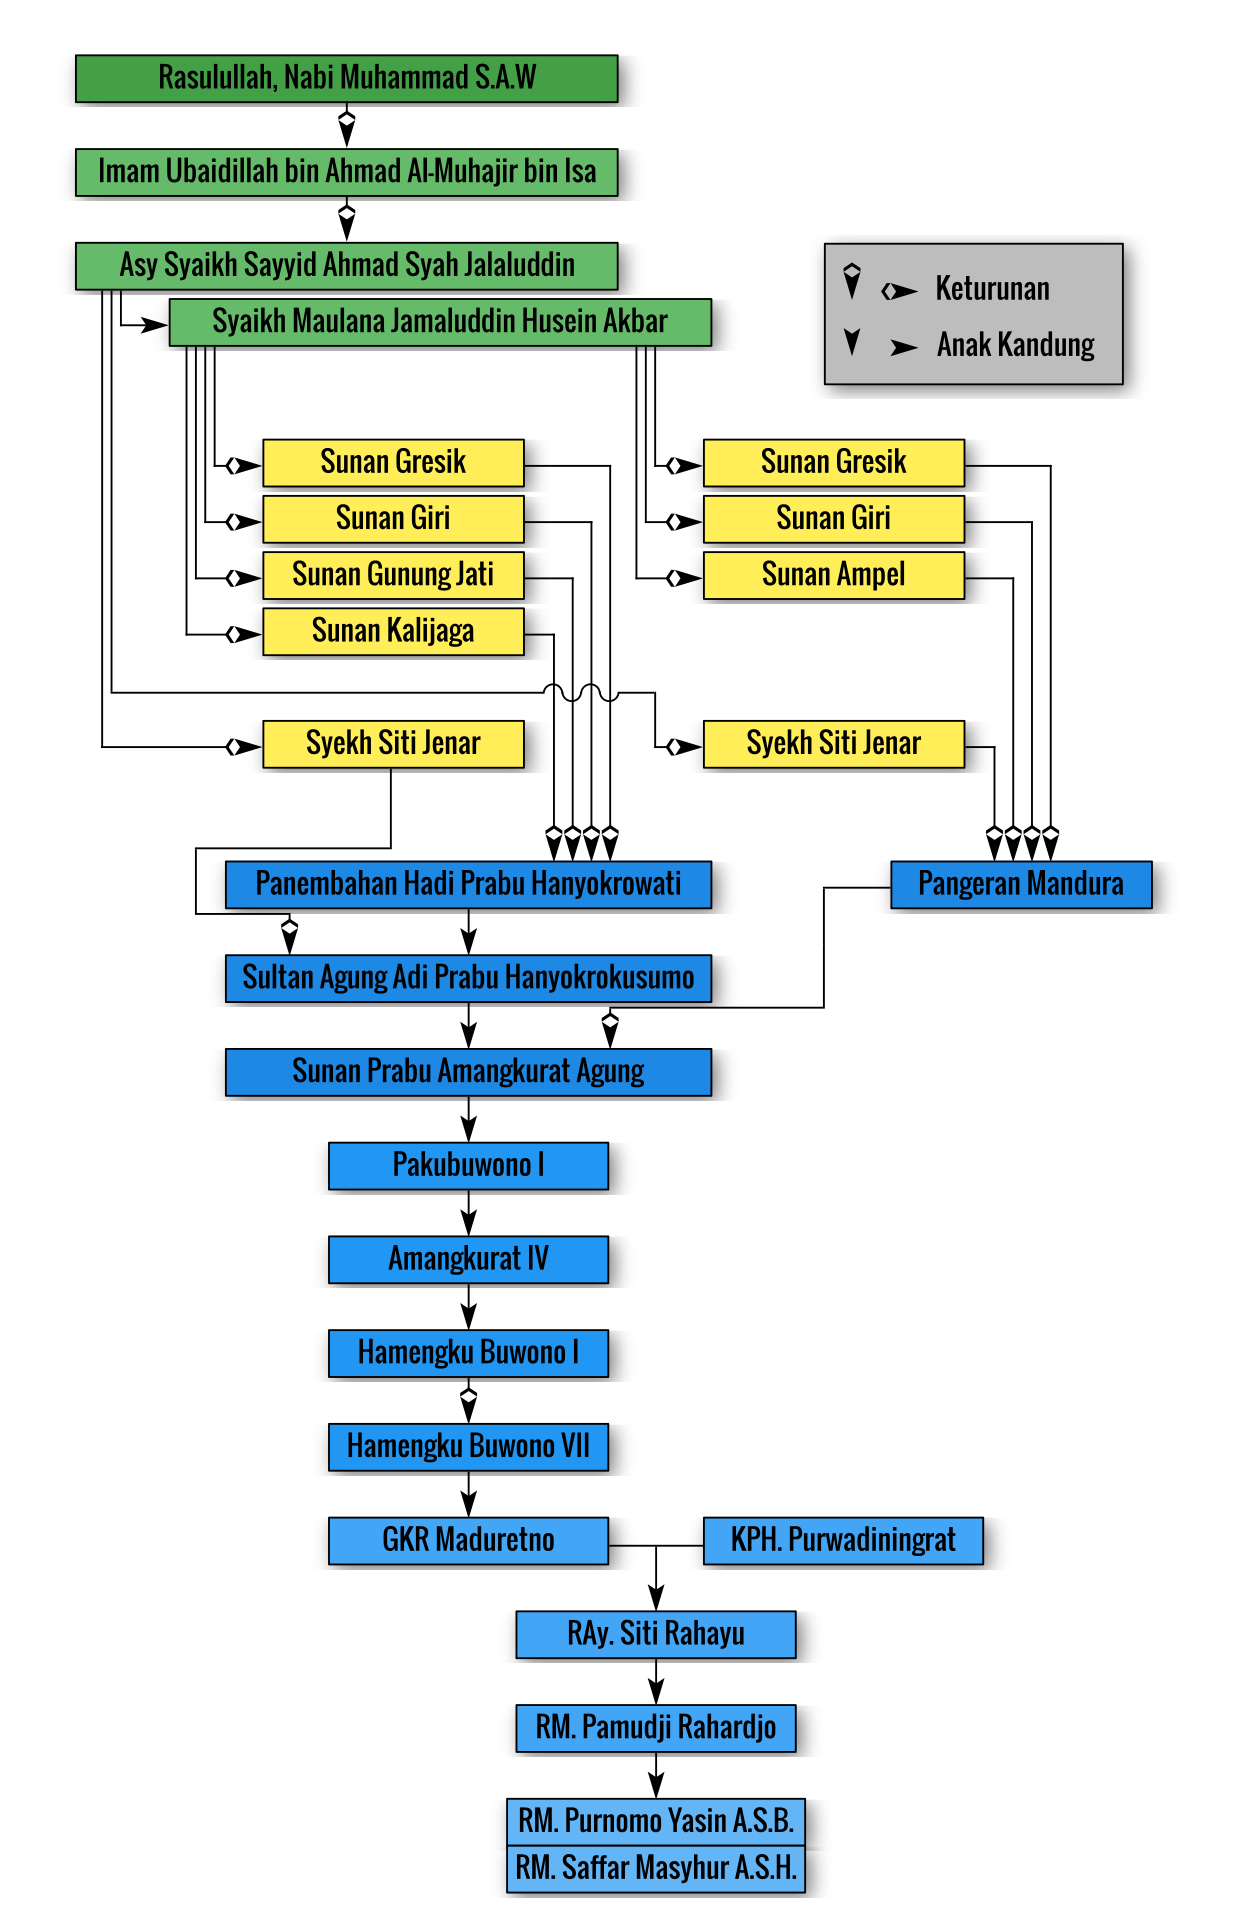 Rasulullah, Nabi Muhammad S.A.W
Imam Ubaidillah bin Ahmad Al-Muhajir bin Isa
Asy Syaikh Sayyid Ahmad Syah Jalaluddin
Syaikh Maulana Jamaluddin Husein Akbar
Keturunan
Anak Kandung
Sunan Gresik
Sunan Giri
Sunan Gunung Jati
Sunan Kalijaga
Syekh Siti Jenar
Sunan Gresik
Sunan Giri
Sunan Ampel
Syekh Siti Jenar
Panembahan Hadi Prabu Hanyokrowati
Pangeran Mandura
Sultan Agung Adi Prabu Hanyokrokusumo
Sunan Prabu Amangkurat Agung
Pakubuwono I
Amangkurat IV
Hamengku Buwono I
Hamengku Buwono VII
GKR Maduretno
KPH. Purwadiningrat
RAy. Siti Rahayu
RM. Pamudji Rahardjo
RM. Purnomo Yasin A.S.B.
RM. Saffar Masyhur A.S.H.